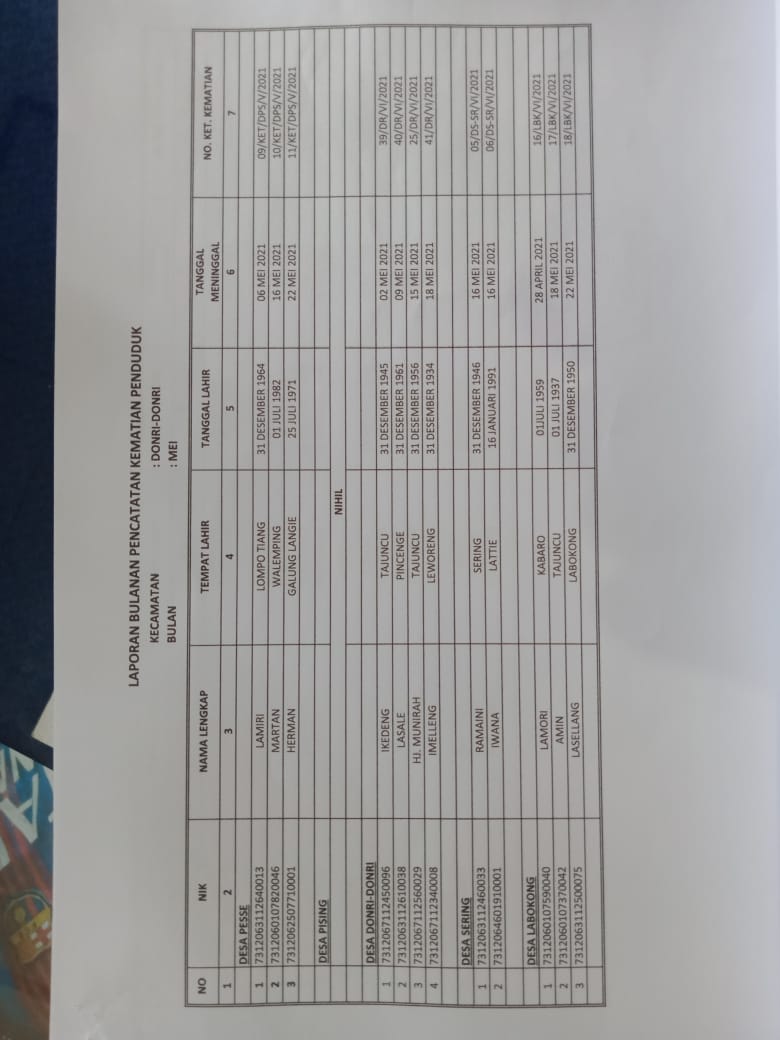 LAPORAN BULANAN PENCATATAN KEMATIAN PENDUDUK
KECAMATAN : DONRI-DONRI
BULAN : MEI
NO NIK NAMA LENGKAP TEMPAT LAHIR TANGGAL LAHIR TANGGAL MENINGGAL NO. KET. KEMATIAN
1 2 3 4 5 6 7
DESA PESSE
1 7312063112640013 LAMIRI LOMPO TIANG 31 DESEMBER 1964 06 MEI 2021 09/KET/DPS/V/2021
2 7312060107820046 MARTAN WALEMPING 01 JULI 1982 16 MEI 2021 10/KET/DPS/V/2021
3 7312062507710001 HERMAN GALUNG LANGIE 25 JULI 1971 22 MEI 2021 11/KET/DPS/V/2021
DESA PISING
NIHIL
DESA DONRI-DONRI
1 7312067112450096 IKEDENG TAJUNCU 31 DESEMBER 1945 02 MEI 2021 39/DR/VI/2021
2 7312063112610038 LASALE PINCENGE 31 DESEMBER 1961 09 MEI 2021 40/DR/VI/2021
3 7312067112560029 HJ. MUNIRAH TAJUNCU 31 DESEMBER 1956 15 MEI 2021 25/DR/VI/2021
4 7312067112340008 IMELLENG LEWORENG 31 DESEMBER 1934 18 MEI 2021 41/DR/VI/2021
DESA SERING
1 7312063112460033 RAMAINI SERING 31 DESEMBER 1946 16 MEI 2021 05/DS-SR/VI/2021
2 7312064601910001 IWANA LATTIE 16 JANUARI 1991 16 MEI 2021 06/DS-SR/VI/2021
DESA LABOKONG
1 7312060107590040 LAMORI KABARO 01JULI 1959 28 APRIL 2021 16/LBK/VI/2021
2 7312060107370042 AMIN TAJUNCU 01 JULI 1937 18 MEI 2021 17/LBK/VI/2021
3 7312063112500075 LASELLANG LABOKONG 31 DESEMBER 1950 22 MEI 2021 18/LBK/VI/2021